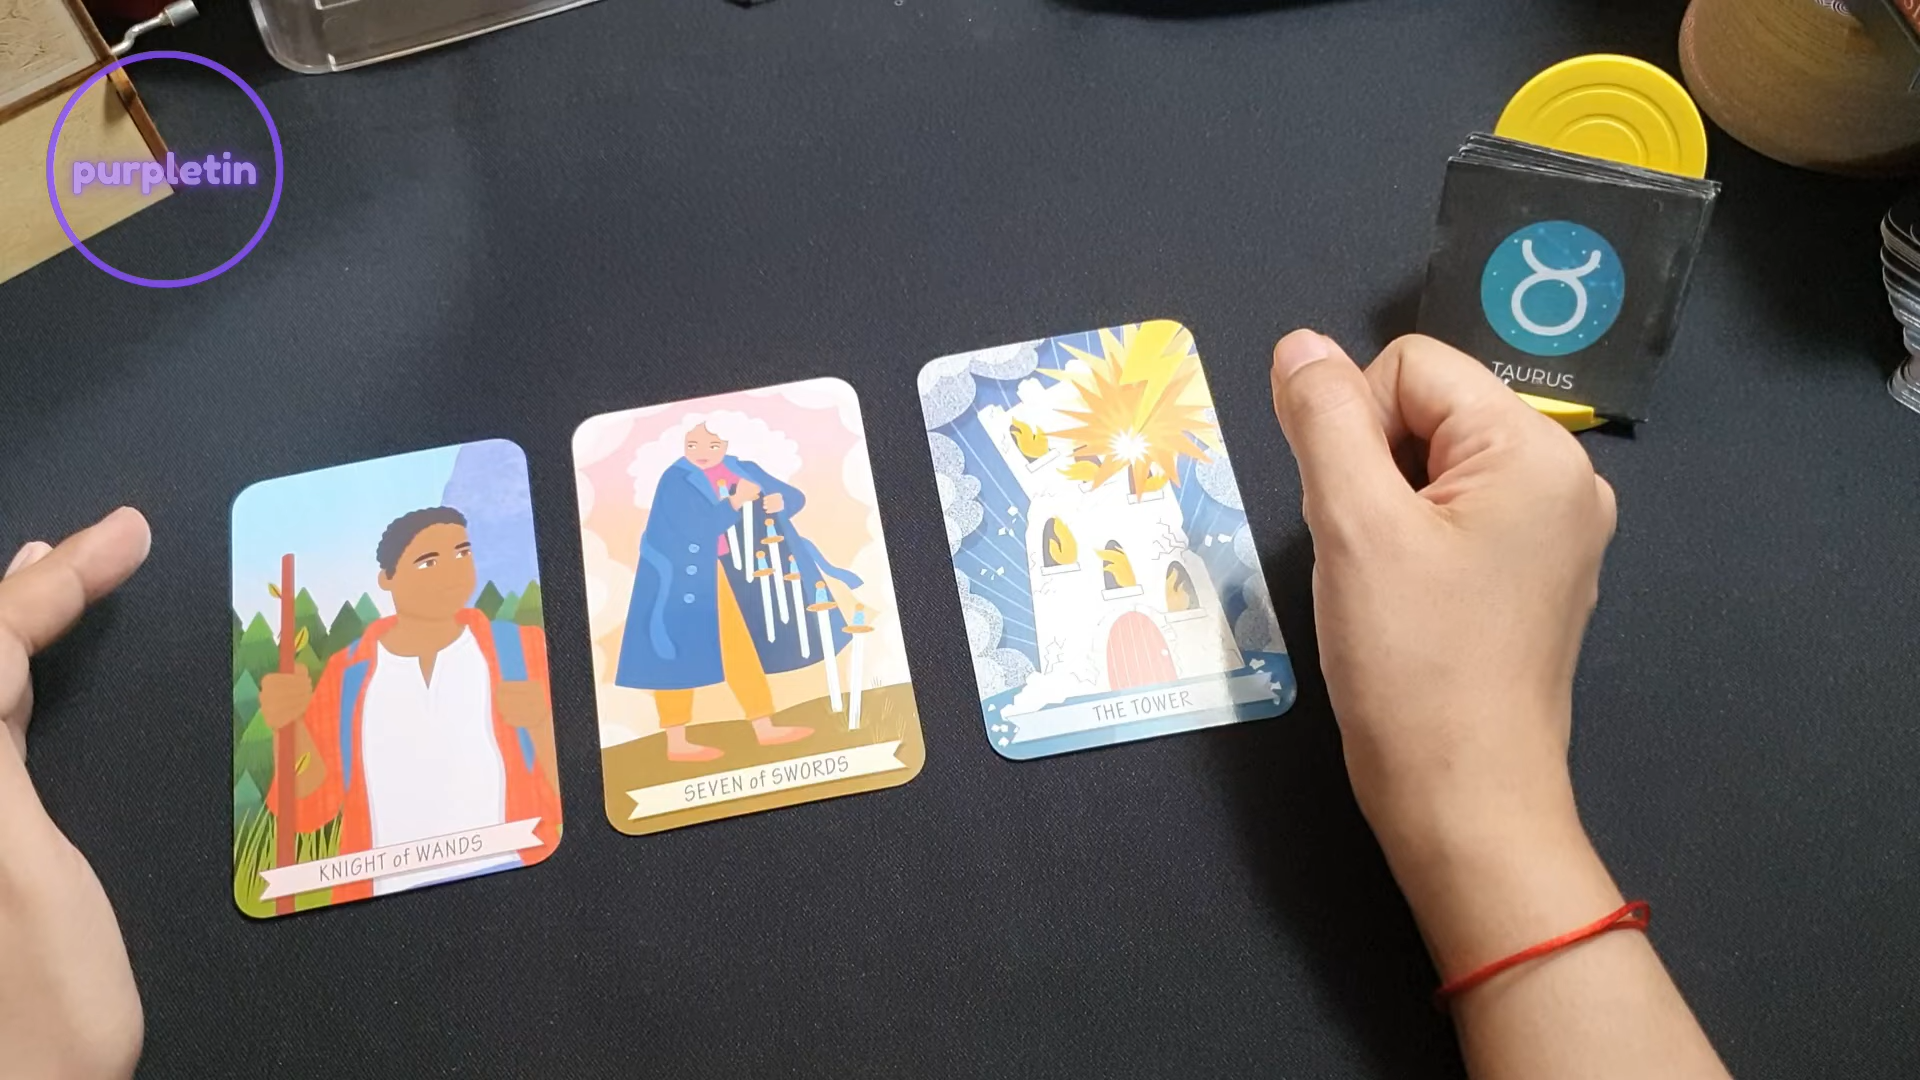 purpletin
TAURUS
THE TOWER
SEVEN of SWORDS
KNIGHT of WANDS